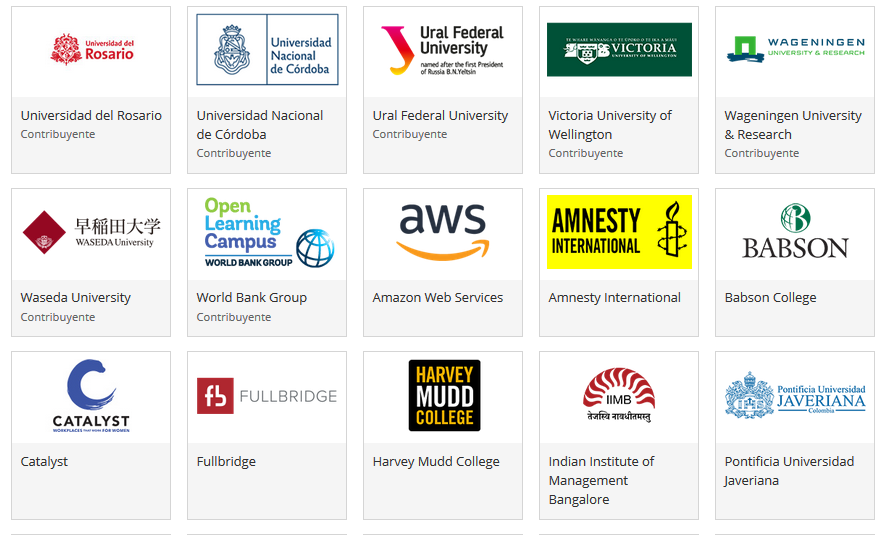 Universidad del
Rosario
Universidad del Rosario
Contribuyente
Universidad
Nacional
de Córdoba
Universidad Nacional
de Córdoba
Contribuyente
Ural Federal
University
named after the first President
of Russia B.N.Yeltsin
Ural Federal University
Contribuyente
TE WHARE WĀNANGA O TE ŪPOKO O TE IKA A MĀUI
VICTORIA
UNIVERSITY OF WELLINGTON
Victoria University of
Wellington
Contribuyente
WAGENINGEN
UNIVERSITY & RESEARCH
Wageningen University
& Research
Contribuyente
早稲田大学
WASEDA University
Waseda University
Contribuyente
Open
Learning
Campus
WORLD BANK GROUP
World Bank Group
Contribuyente
aws
Amazon Web Services
AMNESTY
INTERNATIONAL
Amnesty International
BABSON
Babson College
CATALYST
WORKPLACES THAT WORK FOR WOMEN
Catalyst
fb FULLBRIDGE
Fullbridge
HARVEY
MUDD
COLLEGE
Harvey Mudd College
IIMB
तेजस्वि नावधीतमस्तु
Indian Institute of
Management
Bangalore
Pontificia Universidad
JAVERIANA
Colombia
Pontificia Universidad
Javeriana